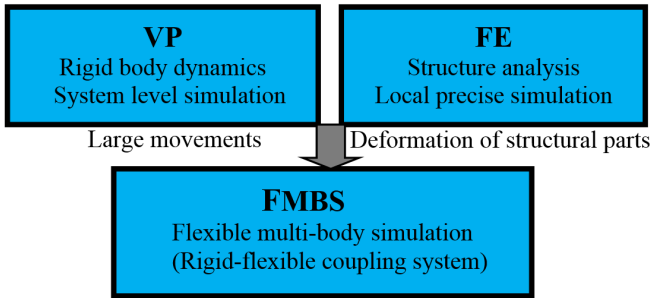 VP
Rigid body dynamics
System level simulation
FE
Structure analysis
Local precise simulation
Large movements
Deformation of structural parts
FMBS
Flexible multi-body simulation
(Rigid-flexible coupling system)